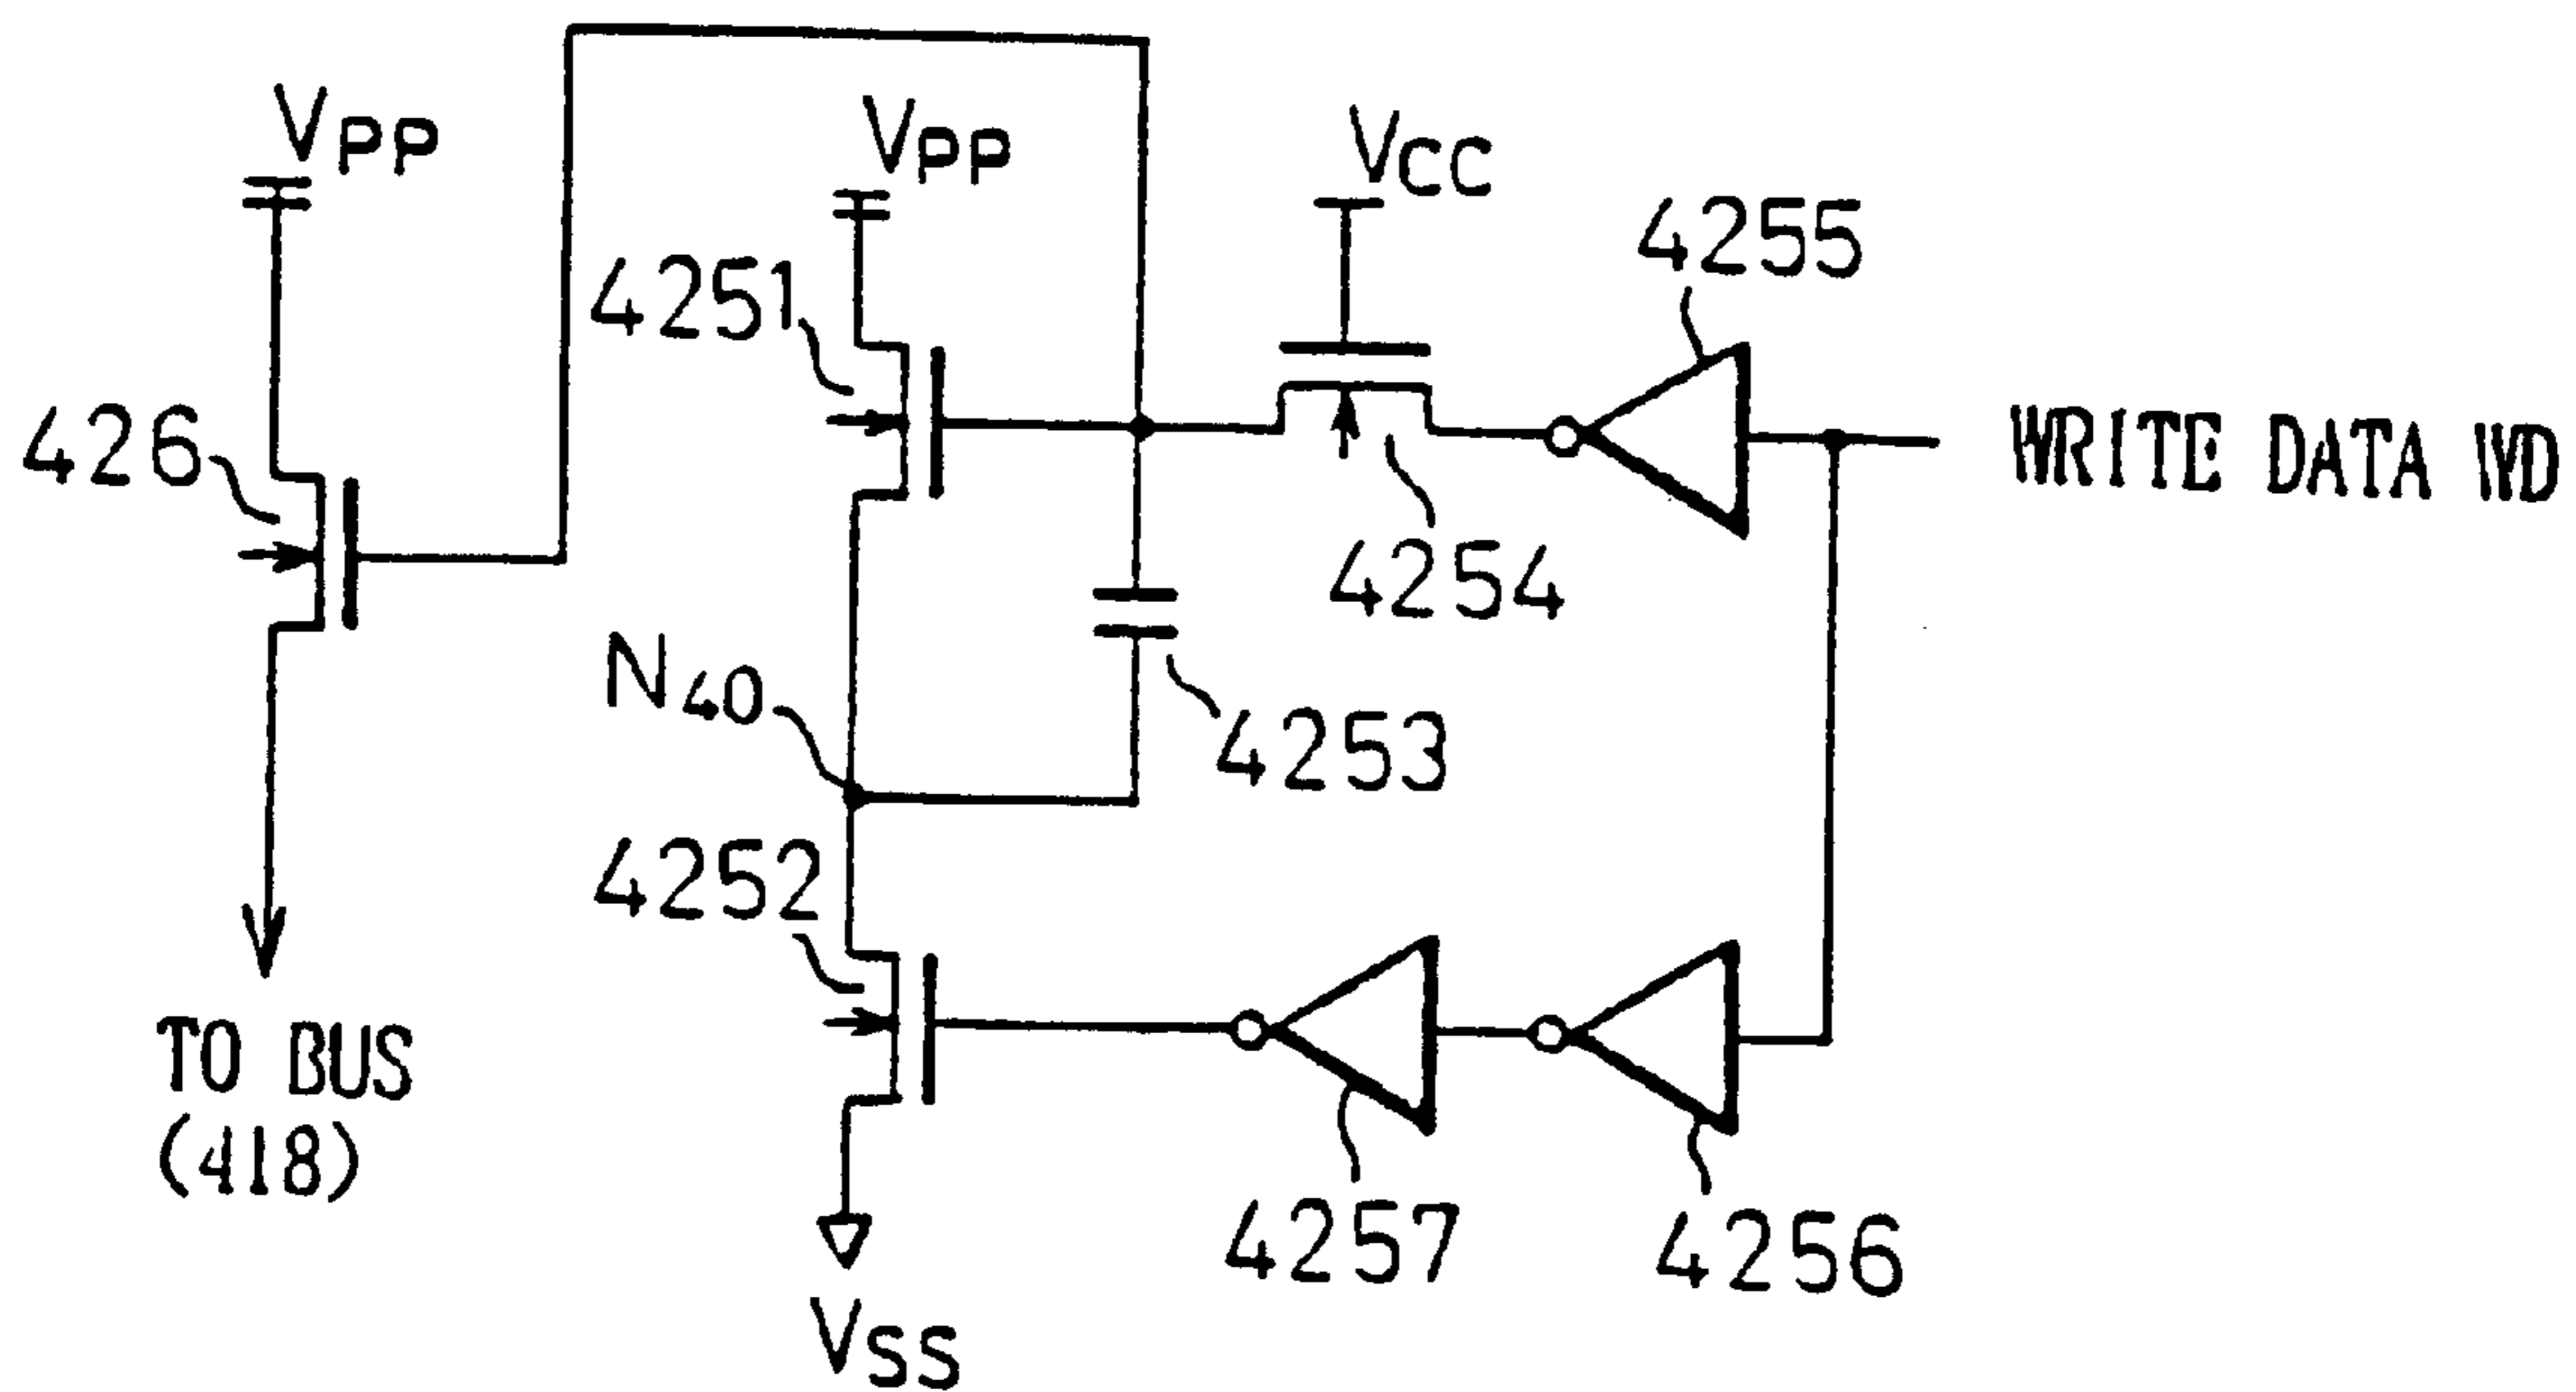 VPP
VPP
VCC
4255
4251
426
WRITE DATA WD
4254
N40
4253
4252
TO BUS
(418)
4257
4256
VSS